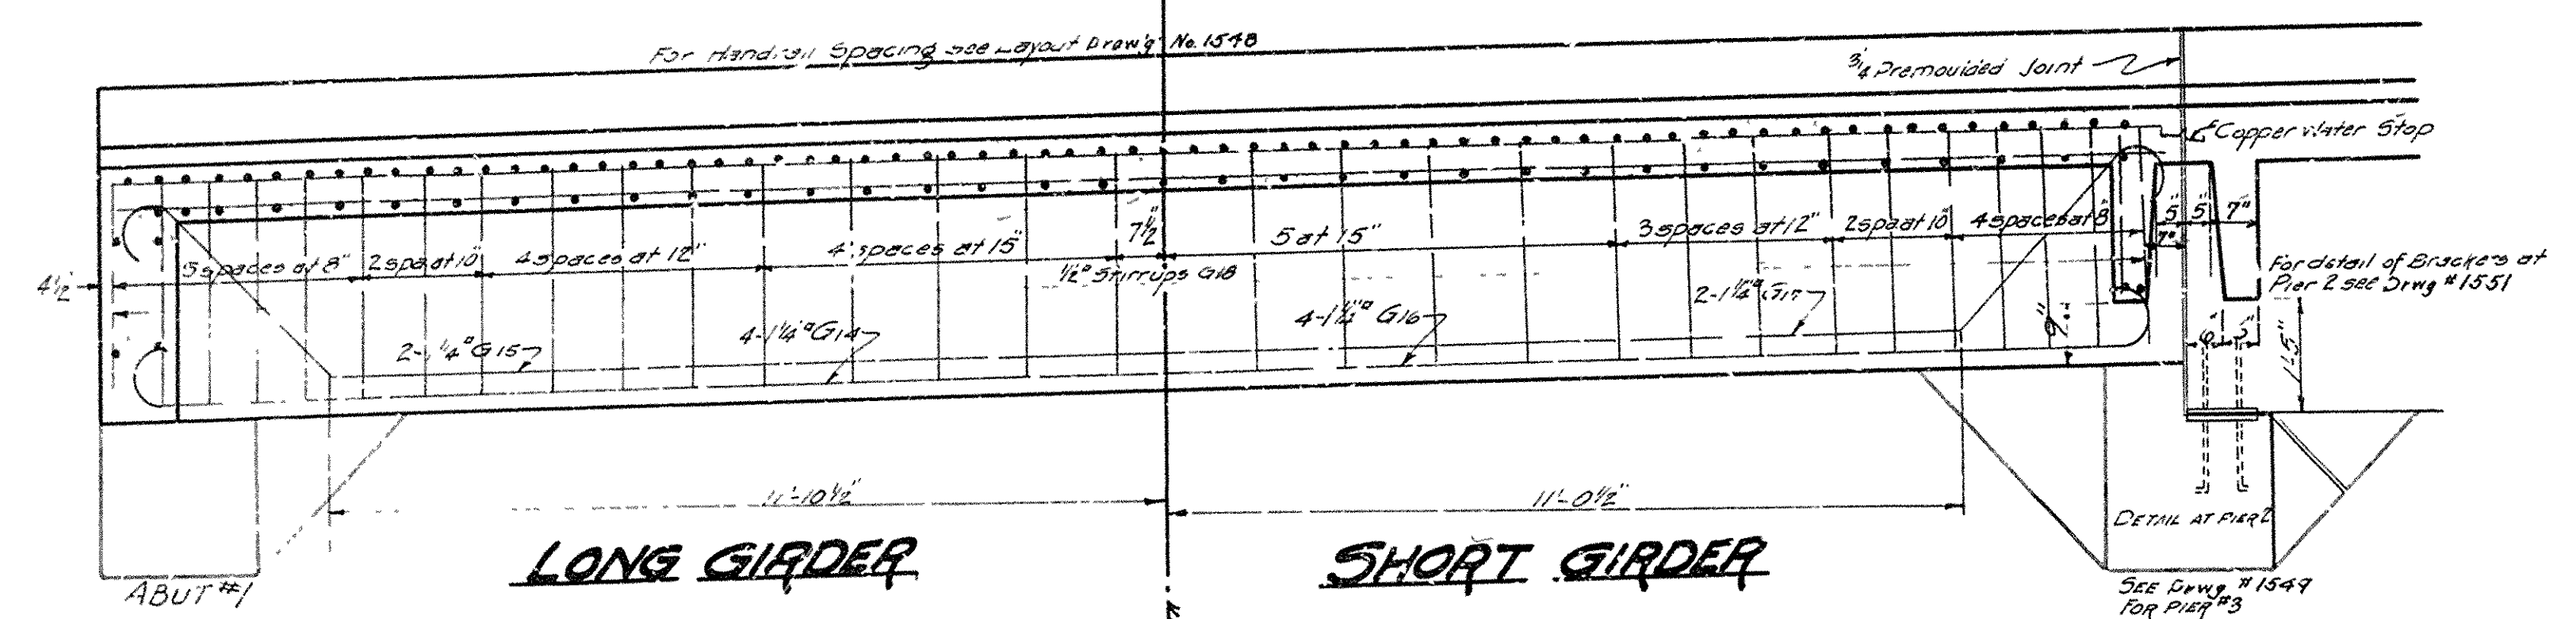 For Handrail Spacing see Layout Draw'g No. 1548
3/4 Premoulded Joint
Copper Water Stop
5 spaces at 8"
2 spa at 10"
4 spaces at 12"
4 spaces at 15"
7 1/2"
5 at 15"
3 spaces at 12"
2 spa at 10"
4 spaces at 8"
5"
5"
7"
7"
4 1/2
1/2" Stirrups G18
For detail of Brackets at
Pier 2 see Drwg #1551
2-1 1/4" G15
4-1 1/4" G14
4-1 1/4" G16
2-1 1/4" G17
9"
6"
1.5"
11'-10 1/2"
11'-0 1/2"
DETAIL AT PIER 2
LONG GIRDER
SHORT GIRDER
ABUT #1
SEE Drwg #1549
FOR PIER #3